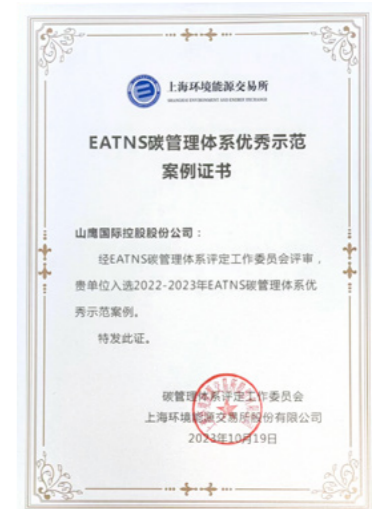 上海环境能源交易所
SHANGHAI ENVIRONMENT AND ENERGY EXCHANGE
EATNS碳管理体系优秀示范
案例证书
山鹰国际控股股份公司：
经EATNS碳管理体系评定工作委员会评审，
贵单位入选2022-2023年EATNS碳管理体系优
秀示范案例。
特发此证。
碳管理体系评定工作委员会
上海环境能源交易所股份有限公司
2023年10月19日